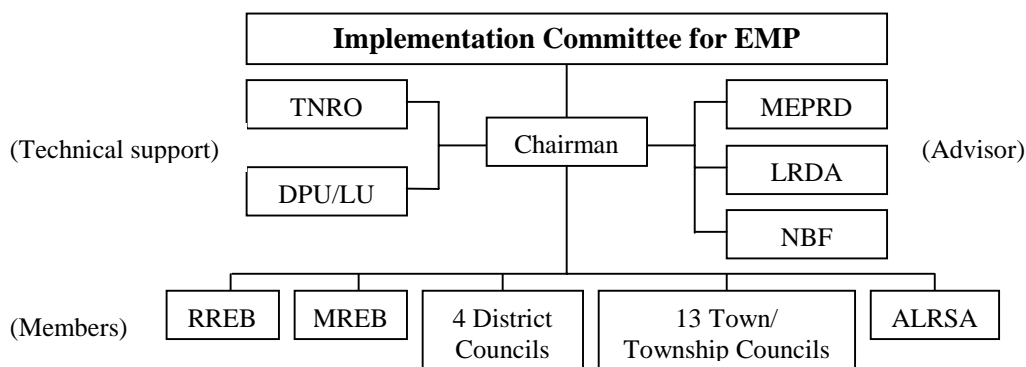 Implementation Committee for EMP
TNRO
MEPRD
(Technical support)
Chairman
(Advisor)
LRDA
DPU/LU
NBF
(Members)
RREB
MREB
4 District
Councils
13 Town/
Township Councils
ALRSA